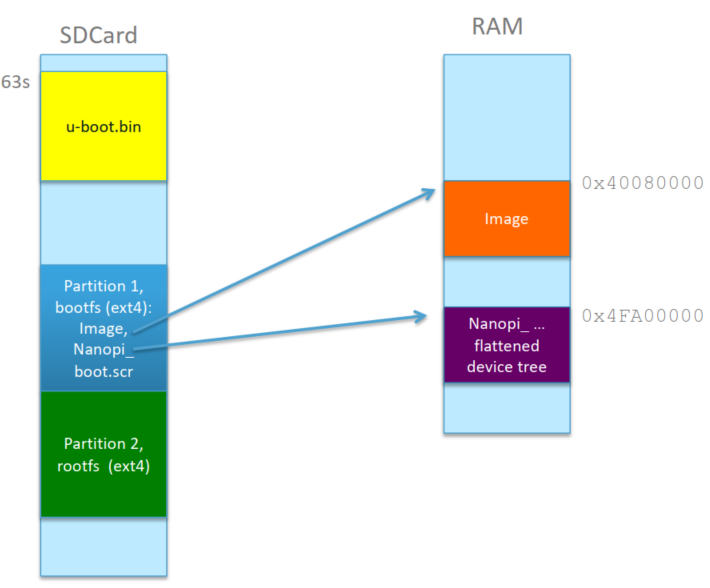 SDCard
RAM
63s
u-boot.bin
0x40080000
Image
Partition 1,
bootfs (ext4):
Image,
Nanopi_
boot.scr
0x4FA00000
Nanopi_ ...
flattened
device tree
Partition 2,
rootfs (ext4)